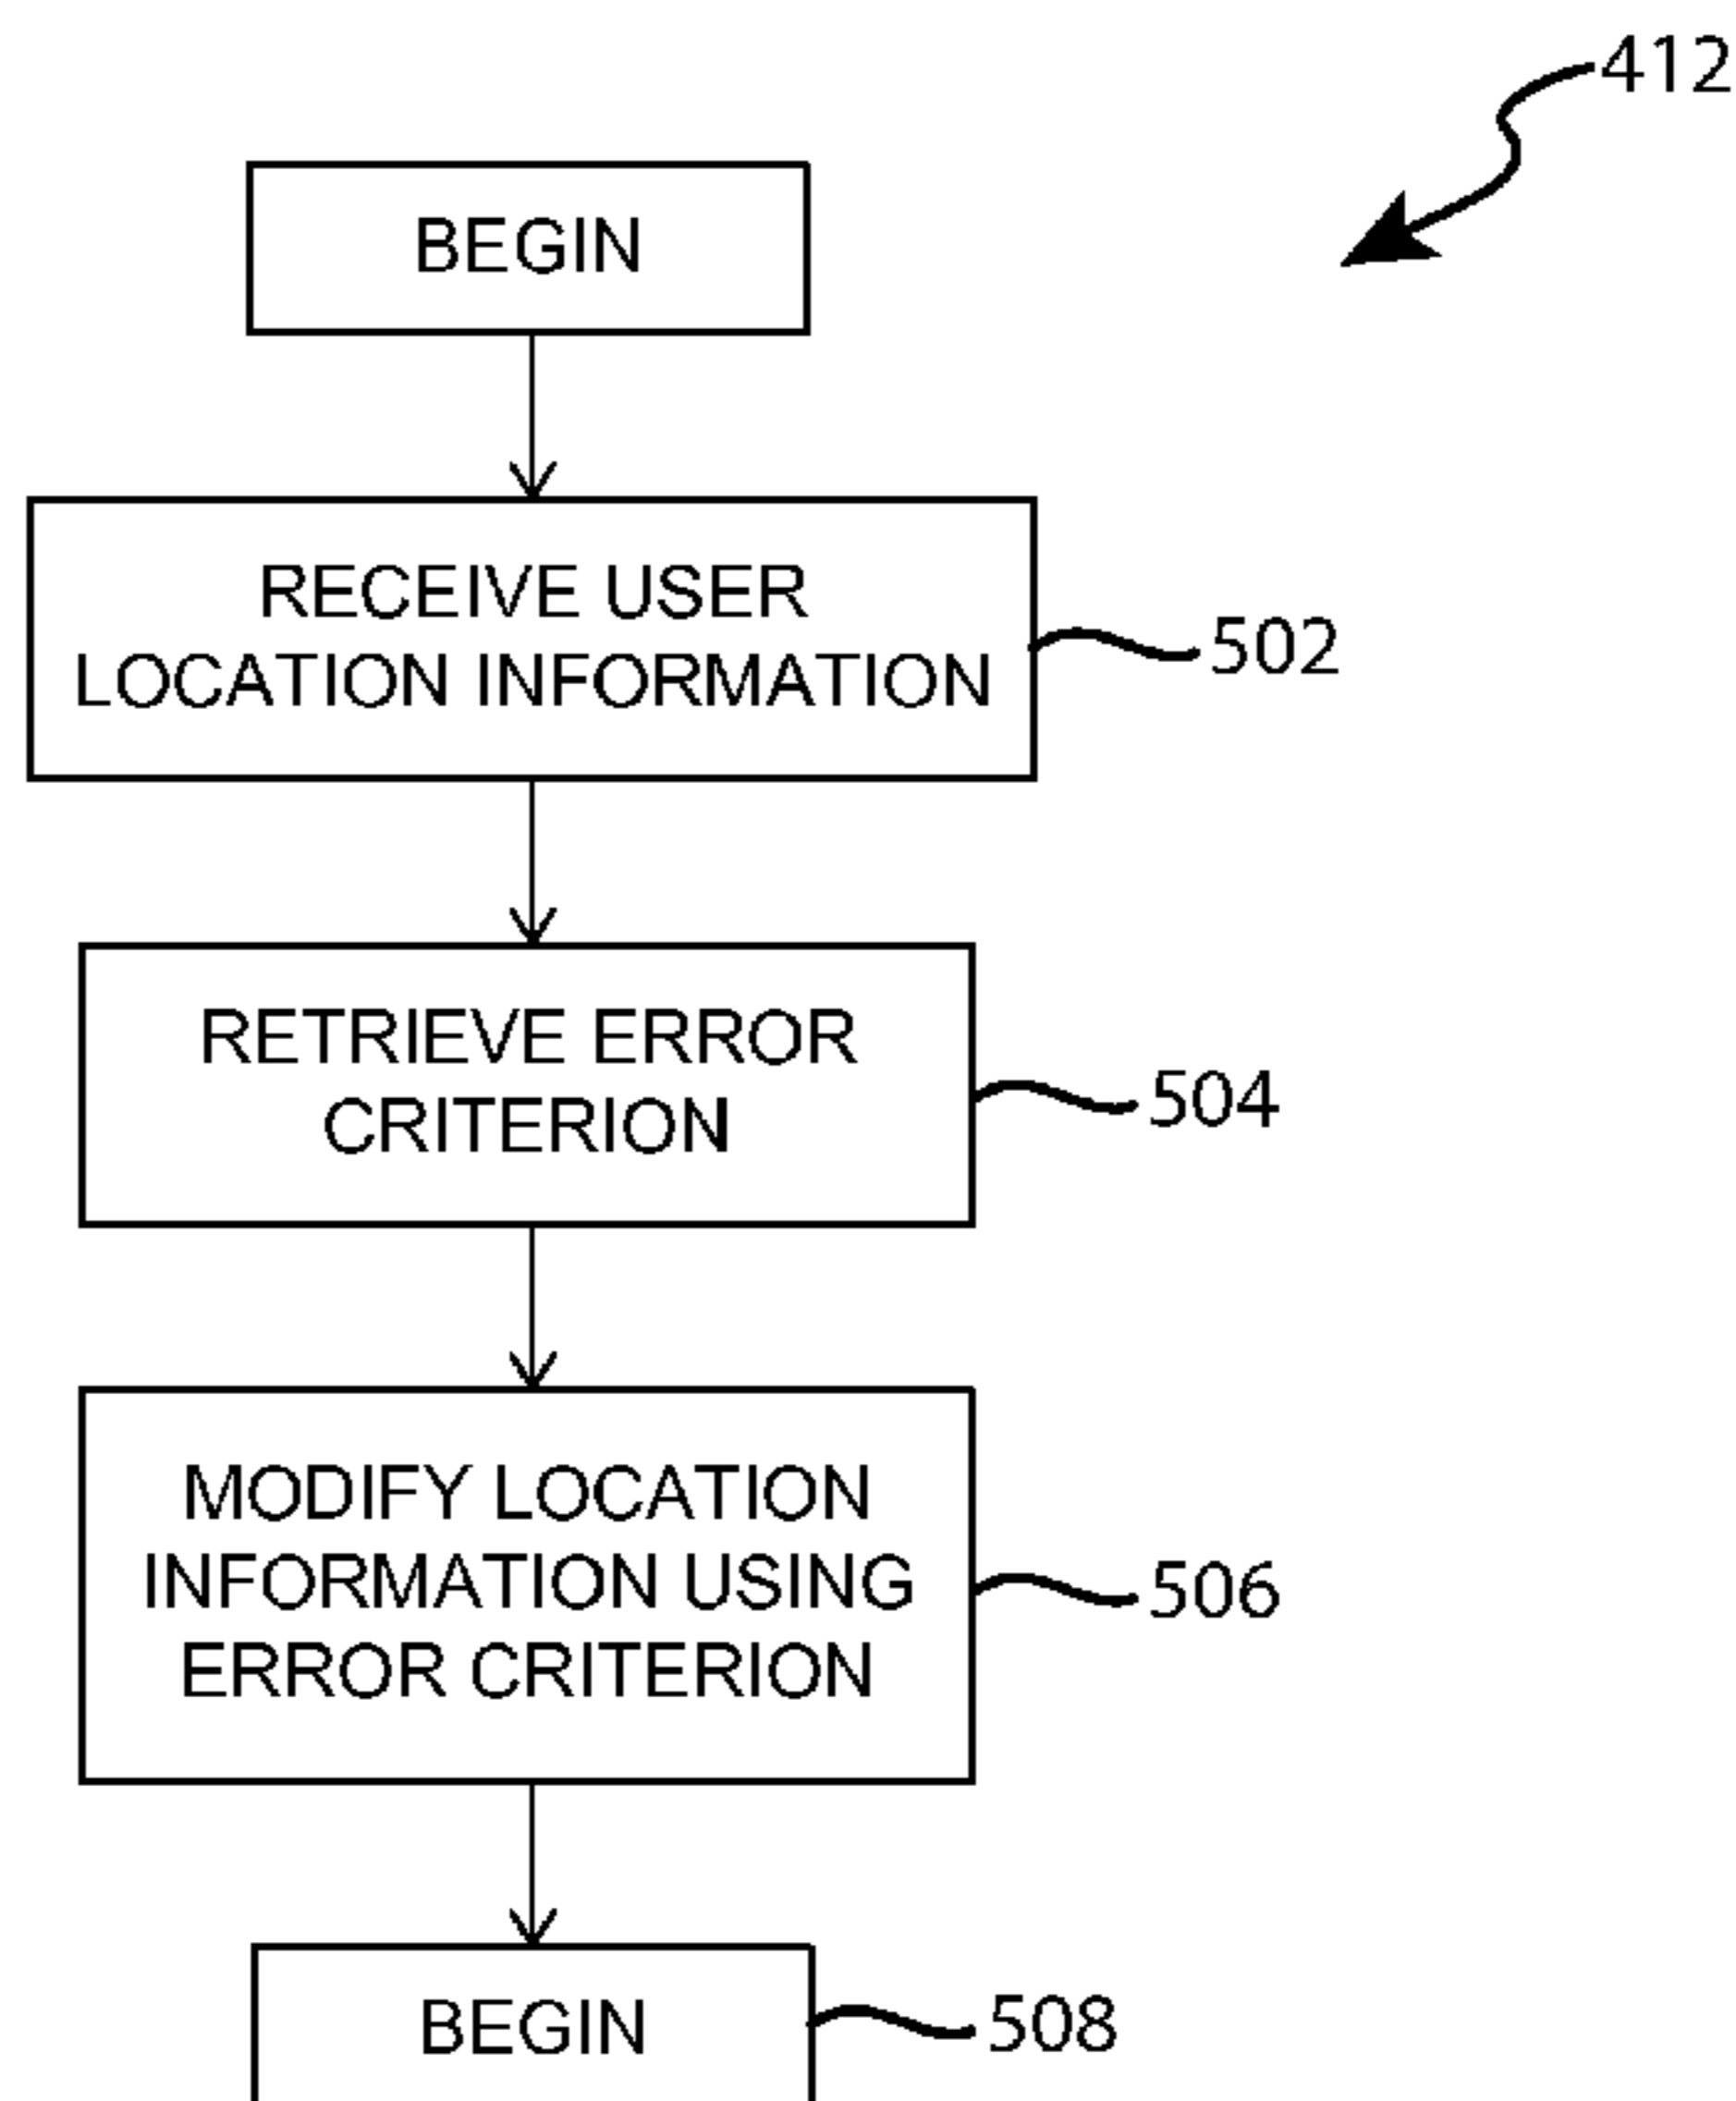 412
BEGIN
RECEIVE USER
LOCATION INFORMATION
502
RETRIEVE ERROR
CRITERION
504
MODIFY LOCATION
INFORMATION USING
ERROR CRITERION
506
BEGIN
508